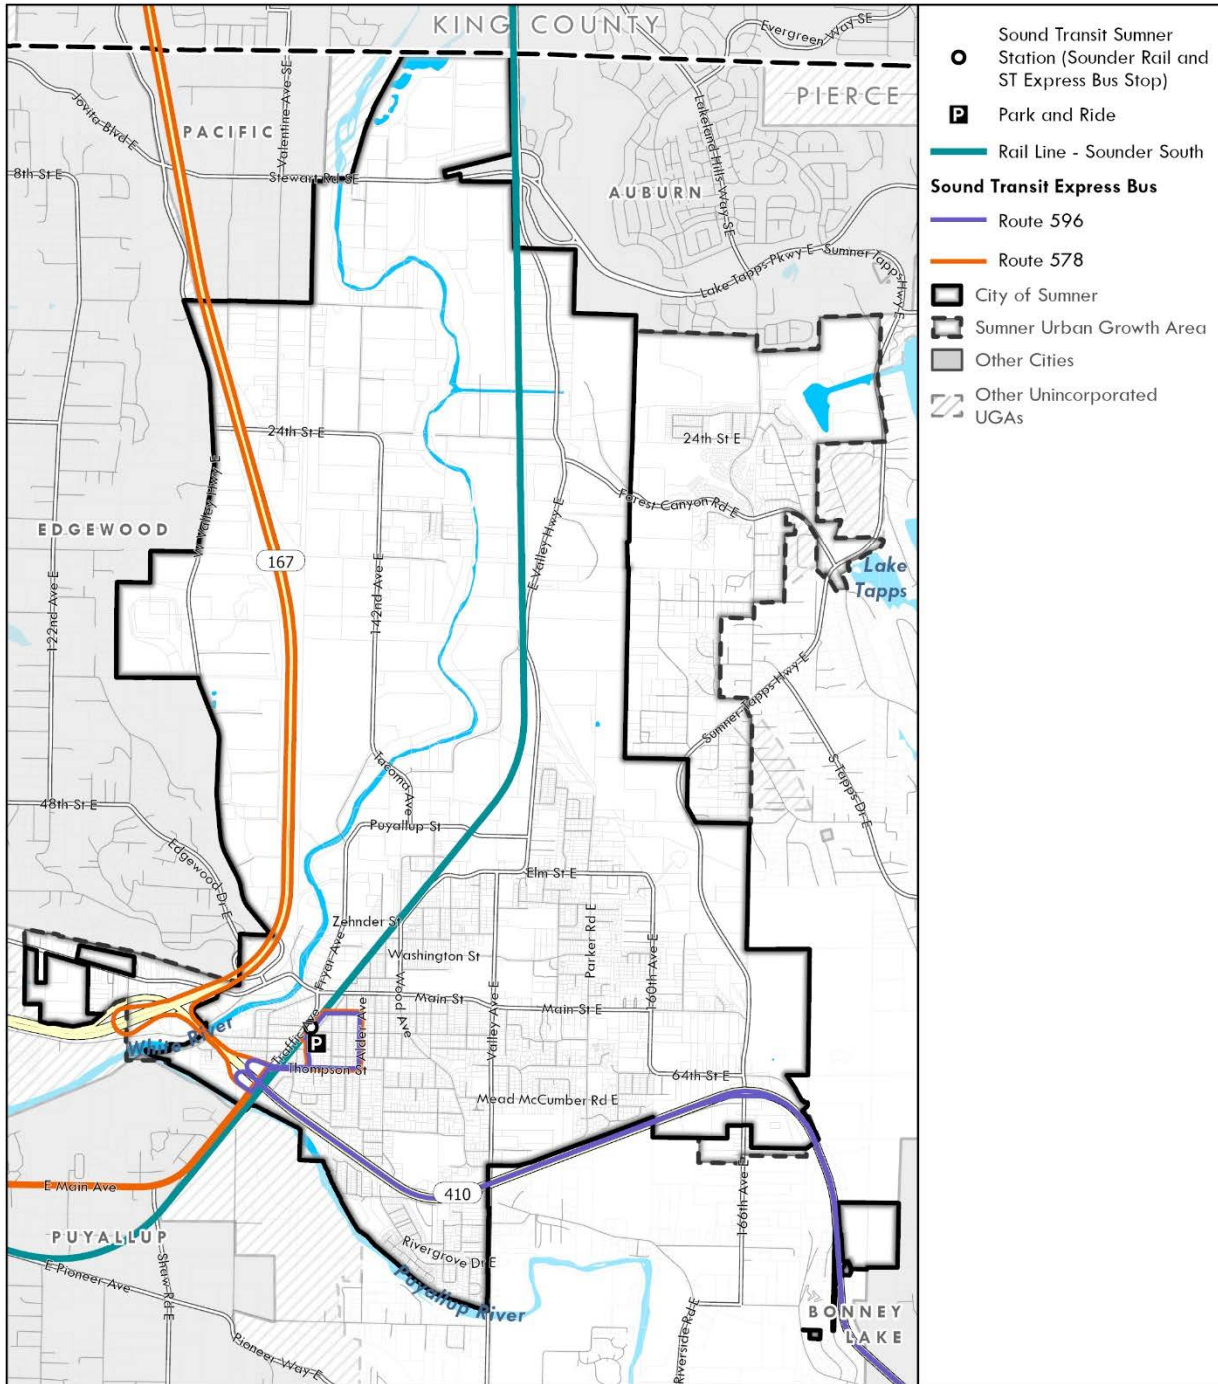 KING COUNTY
Evergreen Way SE
PIERCE
Jovita Blvd E
PACIFIC
Valentine Ave SE
Lakeland Hills Way SE
8th St E
Stewart Rd SE
AUBURN
Lake Tapps Pkwy E
Sumner Tapps Hwy E
24th St E
24th St E
W Valley Hwy E
Forest Canyon Rd E
EDGEWOOD
E Valley Hwy E
167
Lake
Tapps
122nd Ave E
142nd Ave E
Sumner Tapps Hwy E
S Tapps Dr E
Tacoma Ave
48th St E
Puyallup St
Edgewood Dr E
Elm St E
Zehnder St
Parker Rd E
Washington St
Fryar Ave
Wood Ave
160th Ave E
Main St
Main St E
Valley Ave E
Traffic Ave
Alder Ave
White River
P
Thompson St
64th St E
Mead McCumber Rd E
E Main Ave
410
166th Ave E
PUYALLUP
Rivergrove Dr E
E Pioneer Ave
Shaw Rd E
Puyallup River
Riverside Rd E
BONNEY
LAKE
Pioneer Way E
Sound Transit Sumner
Station (Sounder Rail and
ST Express Bus Stop)
P Park and Ride
Rail Line - Sounder South
Sound Transit Express Bus
Route 596
Route 578
City of Sumner
Sumner Urban Growth Area
Other Cities
Other Unincorporated
UGAs